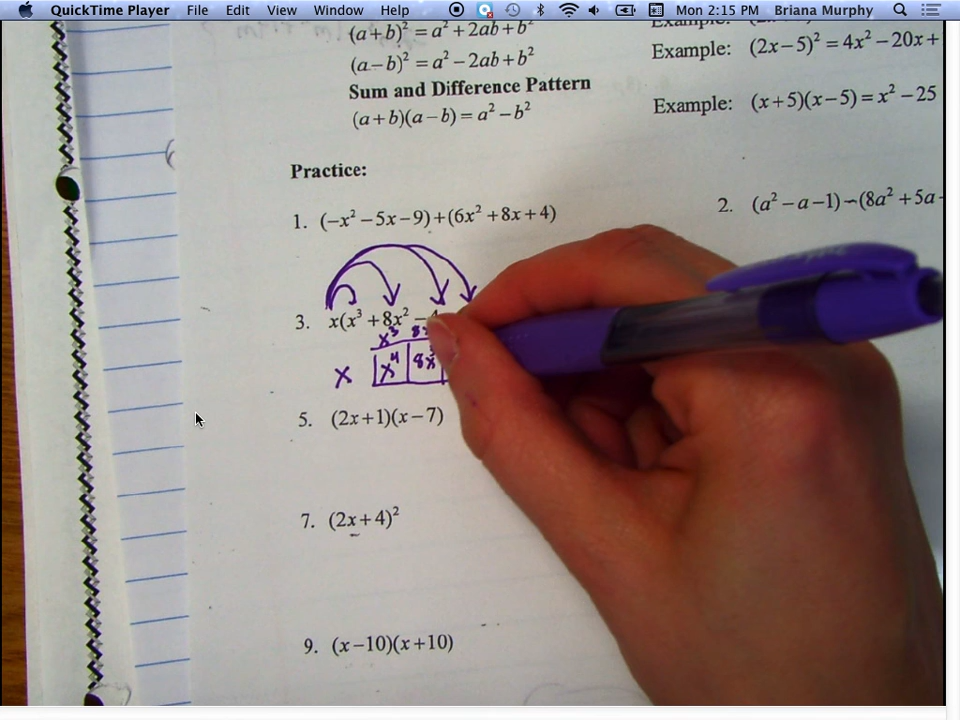 QuickTime Player File Edit View Window Help Mon 2:15 PM Briana Murphy
(a+b)² = a² + 2ab + b²
(a−b)² = a² − 2ab + b²
Example: (2x−5)² = 4x² − 20x +
Sum and Difference Pattern
(a+b)(a−b) = a² − b²
Example: (x+5)(x−5) = x² − 25
Practice:
1. (−x² − 5x − 9) + (6x² + 8x + 4)
2. (a² − a − 1) − (8a² + 5a −
3. x(x³ + 8x² −
x³
x x⁴ 8x³
5. (2x+1)(x−7)
7. (2x+4)²
9. (x−10)(x+10)